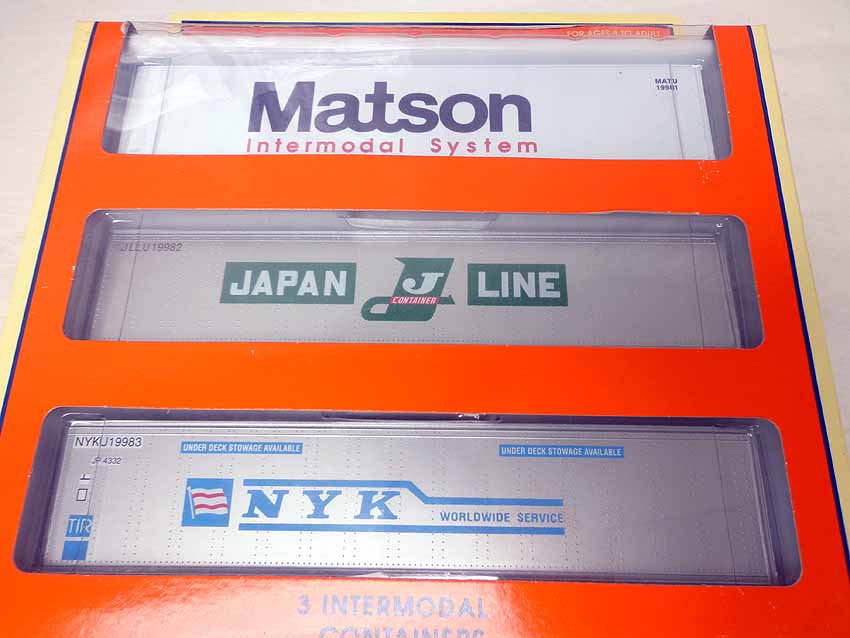 FOR AGES 8 TO ADULT
Matson
Intermodal System
MATU
19981
JLLU 19982
JAPAN J LINE
CONTAINER
NYKU19983
JP 4332
UNDER DECK STOWAGE AVAILABLE
UNDER DECK STOWAGE AVAILABLE
NYK
WORLDWIDE SERVICE
TIR
3 INTERMODAL
CONTAINERS